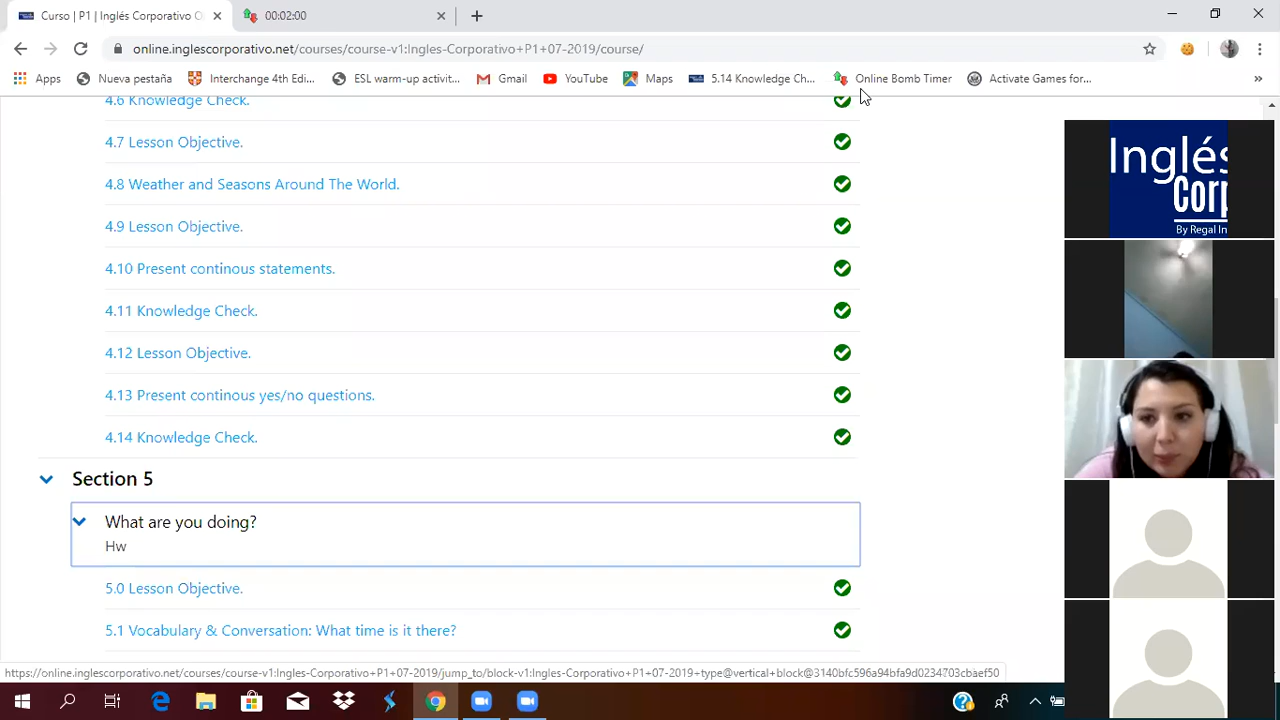 Curso | P1 | Inglés Corporativo O
00:02:00
online.inglescorporativo.net/courses/course-v1:Ingles-Corporativo+P1+07-2019/course/
Apps
Nueva pestaña
Interchange 4th Edi...
ESL warm-up activit...
Gmail
YouTube
Maps
5.14 Knowledge Ch...
Online Bomb Timer
Activate Games for...
»
4.6 Knowledge Check.
4.7 Lesson Objective.
4.8 Weather and Seasons Around The World.
4.9 Lesson Objective.
4.10 Present continous statements.
4.11 Knowledge Check.
4.12 Lesson Objective.
4.13 Present continous yes/no questions.
4.14 Knowledge Check.
Section 5
What are you doing?
Hw
5.0 Lesson Objective.
5.1 Vocabulary & Conversation: What time is it there?
https://online.inglescorporativo.net/courses/course-v1:Ingles-Corporativo+P1+07-2019/jump_to/block-v1:Ingles-Corporativo+P1+07-2019+type@vertical+block@3140bfc596a94bfa9d0234703cbaef50
Inglés
Corp
By Regal In